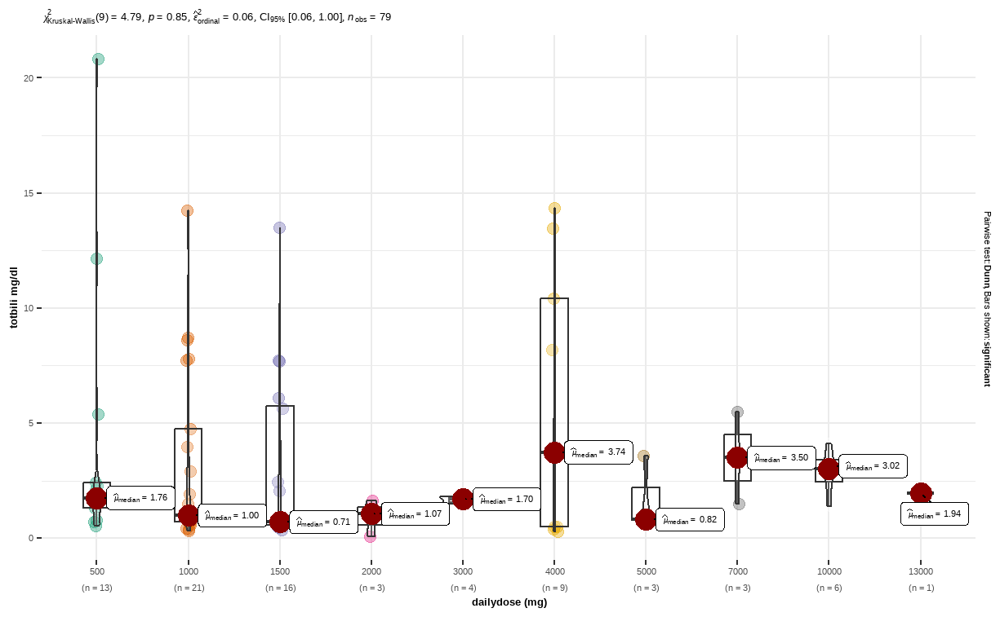 χ²Kruskal-Wallis(9) = 4.79, p = 0.85, ε̂²ordinal = 0.06, CI95% [0.06, 1.00], nobs = 79
20
15
10
5
0
totbili mg/dl
μ̂median = 1.76
μ̂median = 1.00
μ̂median = 0.71
μ̂median = 1.07
μ̂median = 1.70
μ̂median = 3.74
μ̂median = 0.82
μ̂median = 3.50
μ̂median = 3.02
μ̂median = 1.94
Pairwise test: Dunn, Bars shown: significant
500 1000 1500 2000 3000 4000 5000 7000 10000 13000
(n = 13) (n = 21) (n = 16) (n = 3) (n = 4) (n = 9) (n = 3) (n = 3) (n = 6) (n = 1)
dailydose (mg)